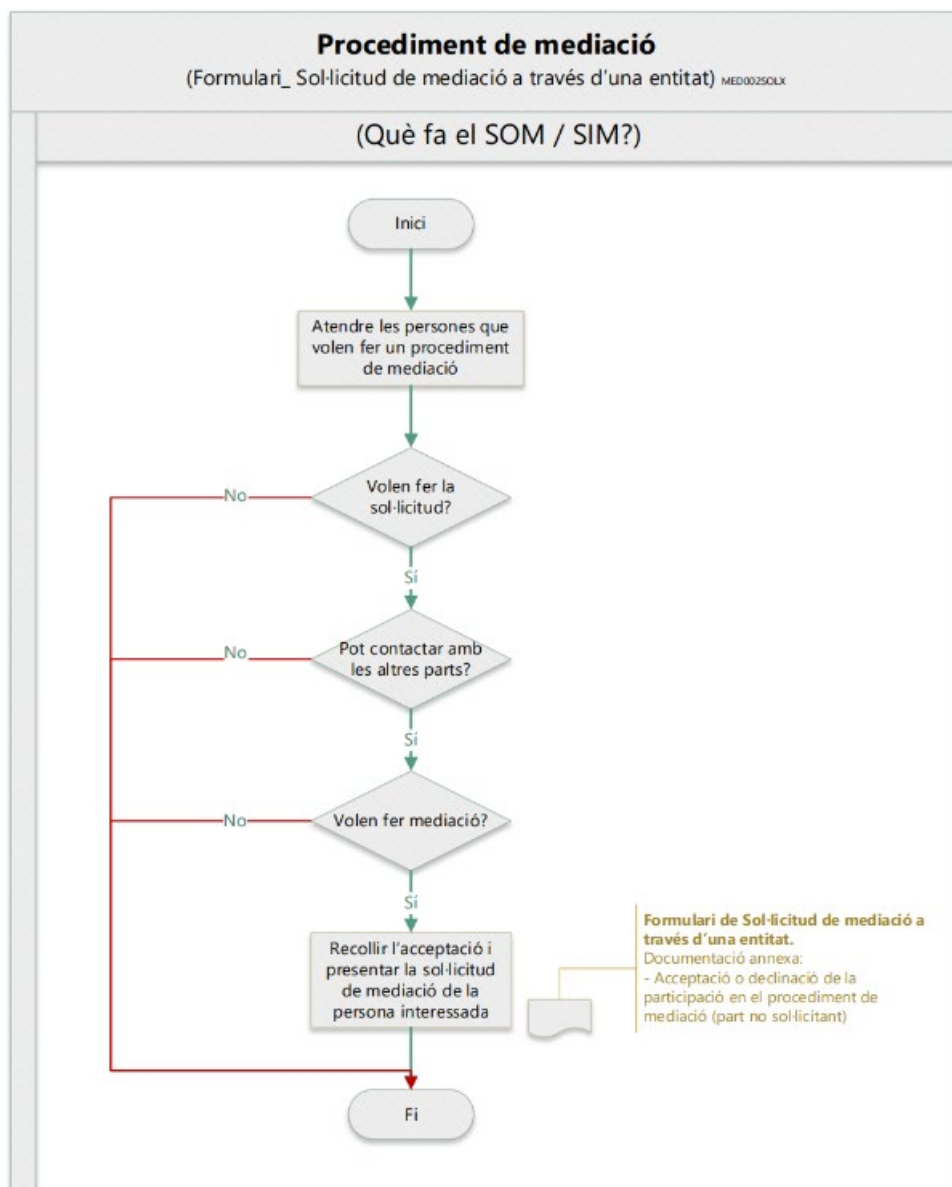 Procediment de mediació
(Formulari_ Sol·licitud de mediació a través d'una entitat) MED002SOLX
(Què fa el SOM / SIM?)
Inici
Atendre les persones que
volen fer un procediment
de mediació
Volen fer la
sol·licitud?
No
Sí
Pot contactar amb
les altres parts?
No
Sí
Volen fer mediació?
No
Sí
Recollir l'acceptació i
presentar la sol·licitud
de mediació de la
persona interessada
Formulari de Sol·licitud de mediació a
través d'una entitat.
Documentació annexa:
- Acceptació o declinació de la
participació en el procediment de
mediació (part no sol·licitant)
Fi